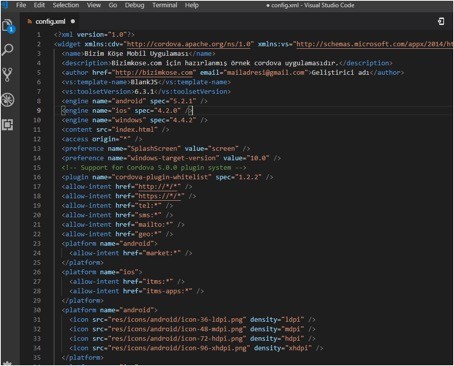 File Edit Selection View Go Debug Terminal Help
● config.xml - Visual Studio Code
config.xml ●
1 <?xml version="1.0"?>
2 <widget xmlns:cdv="http://cordova.apache.org/ns/1.0" xmlns:vs="http://schemas.microsoft.com/appx/2014/ht
3 <name>Bizim Köşe Mobil Uygulaması</name>
4 <description>Bizimkose.com için hazırlanmış örnek cordova uygulamasıdır.</description>
5 <author href="http://bizimkose.com" email="mailadresi@gmail.com">Geliştirici adı</author>
6 <vs:template-name>BlankJS</vs:template-name>
7 <vs:toolsetVersion>6.3.1</vs:toolsetVersion>
8 <engine name="android" spec="5.2.1" />
9 <engine name="ios" spec="4.2.0" />
10 <engine name="windows" spec="4.4.2" />
11 <content src="index.html" />
12 <access origin="*" />
13 <preference name="SplashScreen" value="screen" />
14 <preference name="windows-target-version" value="10.0" />
15 <!-- Support for Cordova 5.0.0 plugin system -->
16 <plugin name="cordova-plugin-whitelist" spec="1.2.2" />
17 <allow-intent href="http://*/*" />
18 <allow-intent href="https://*/*" />
19 <allow-intent href="tel:*" />
20 <allow-intent href="sms:*" />
21 <allow-intent href="mailto:*" />
22 <allow-intent href="geo:*" />
23 <platform name="android">
24 <allow-intent href="market:*" />
25 </platform>
26 <platform name="ios">
27 <allow-intent href="itms:*" />
28 <allow-intent href="itms-apps:*" />
29 </platform>
30 <platform name="android">
31 <icon src="res/icons/android/icon-36-ldpi.png" density="ldpi" />
32 <icon src="res/icons/android/icon-48-mdpi.png" density="mdpi" />
33 <icon src="res/icons/android/icon-72-hdpi.png" density="hdpi" />
34 <icon src="res/icons/android/icon-96-xhdpi.png" density="xhdpi" />
35 </platform>